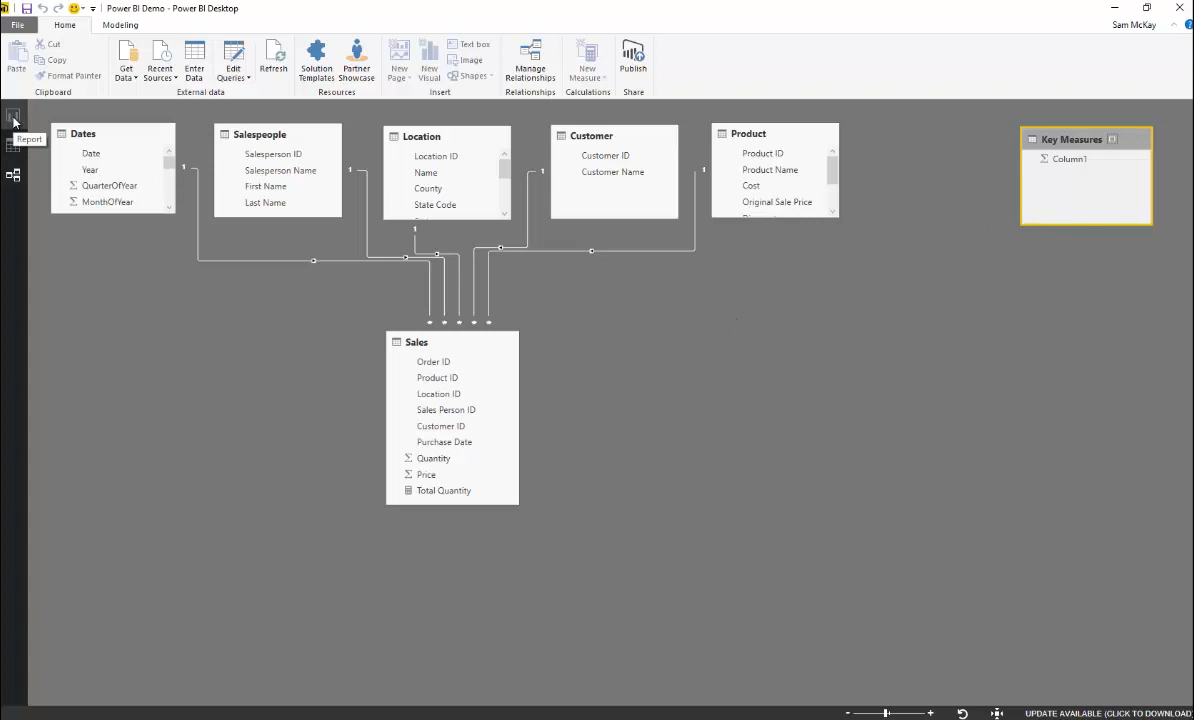 Power BI Demo - Power BI Desktop
File
Home
Modeling
Sam McKay
Paste
Cut
Copy
Format Painter
Clipboard
Get Data
Recent Sources
Enter Data
Edit Queries
Refresh
External data
Solution Templates
Partner Showcase
Resources
New Page
New Visual
Text box
Image
Shapes
Insert
Manage Relationships
Relationships
New Measure
Calculations
Publish
Share
Report
Dates
Date
Year
QuarterOfYear
MonthOfYear
1
Salespeople
Salesperson ID
Salesperson Name
First Name
Last Name
1
Location
Location ID
Name
County
State Code
1
Customer
Customer ID
Customer Name
1
Product
Product ID
Product Name
Cost
Original Sale Price
1
Key Measures
Column1
Sales
Order ID
Product ID
Location ID
Sales Person ID
Customer ID
Purchase Date
Quantity
Price
Total Quantity
UPDATE AVAILABLE (CLICK TO DOWNLOAD)